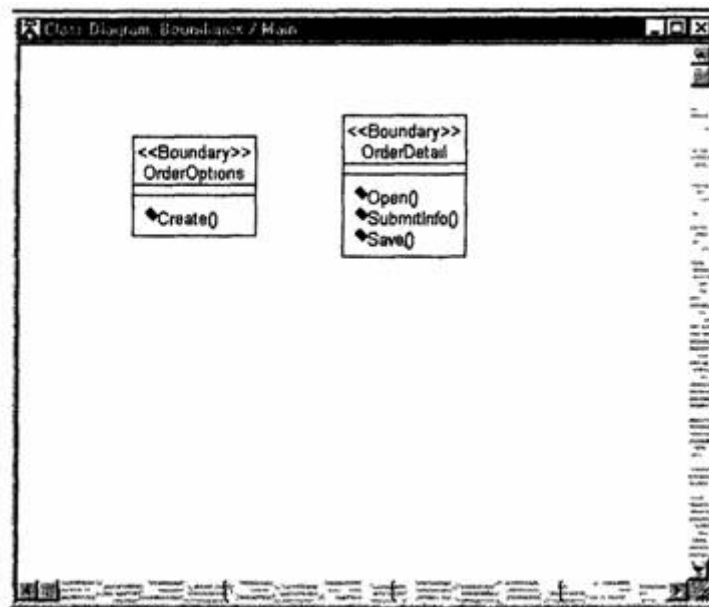 Class Diagram: Boundaries / Main
<<Boundary>>
OrderOptions
Create()
<<Boundary>>
OrderDetail
Open()
SubmitInfo()
Save()